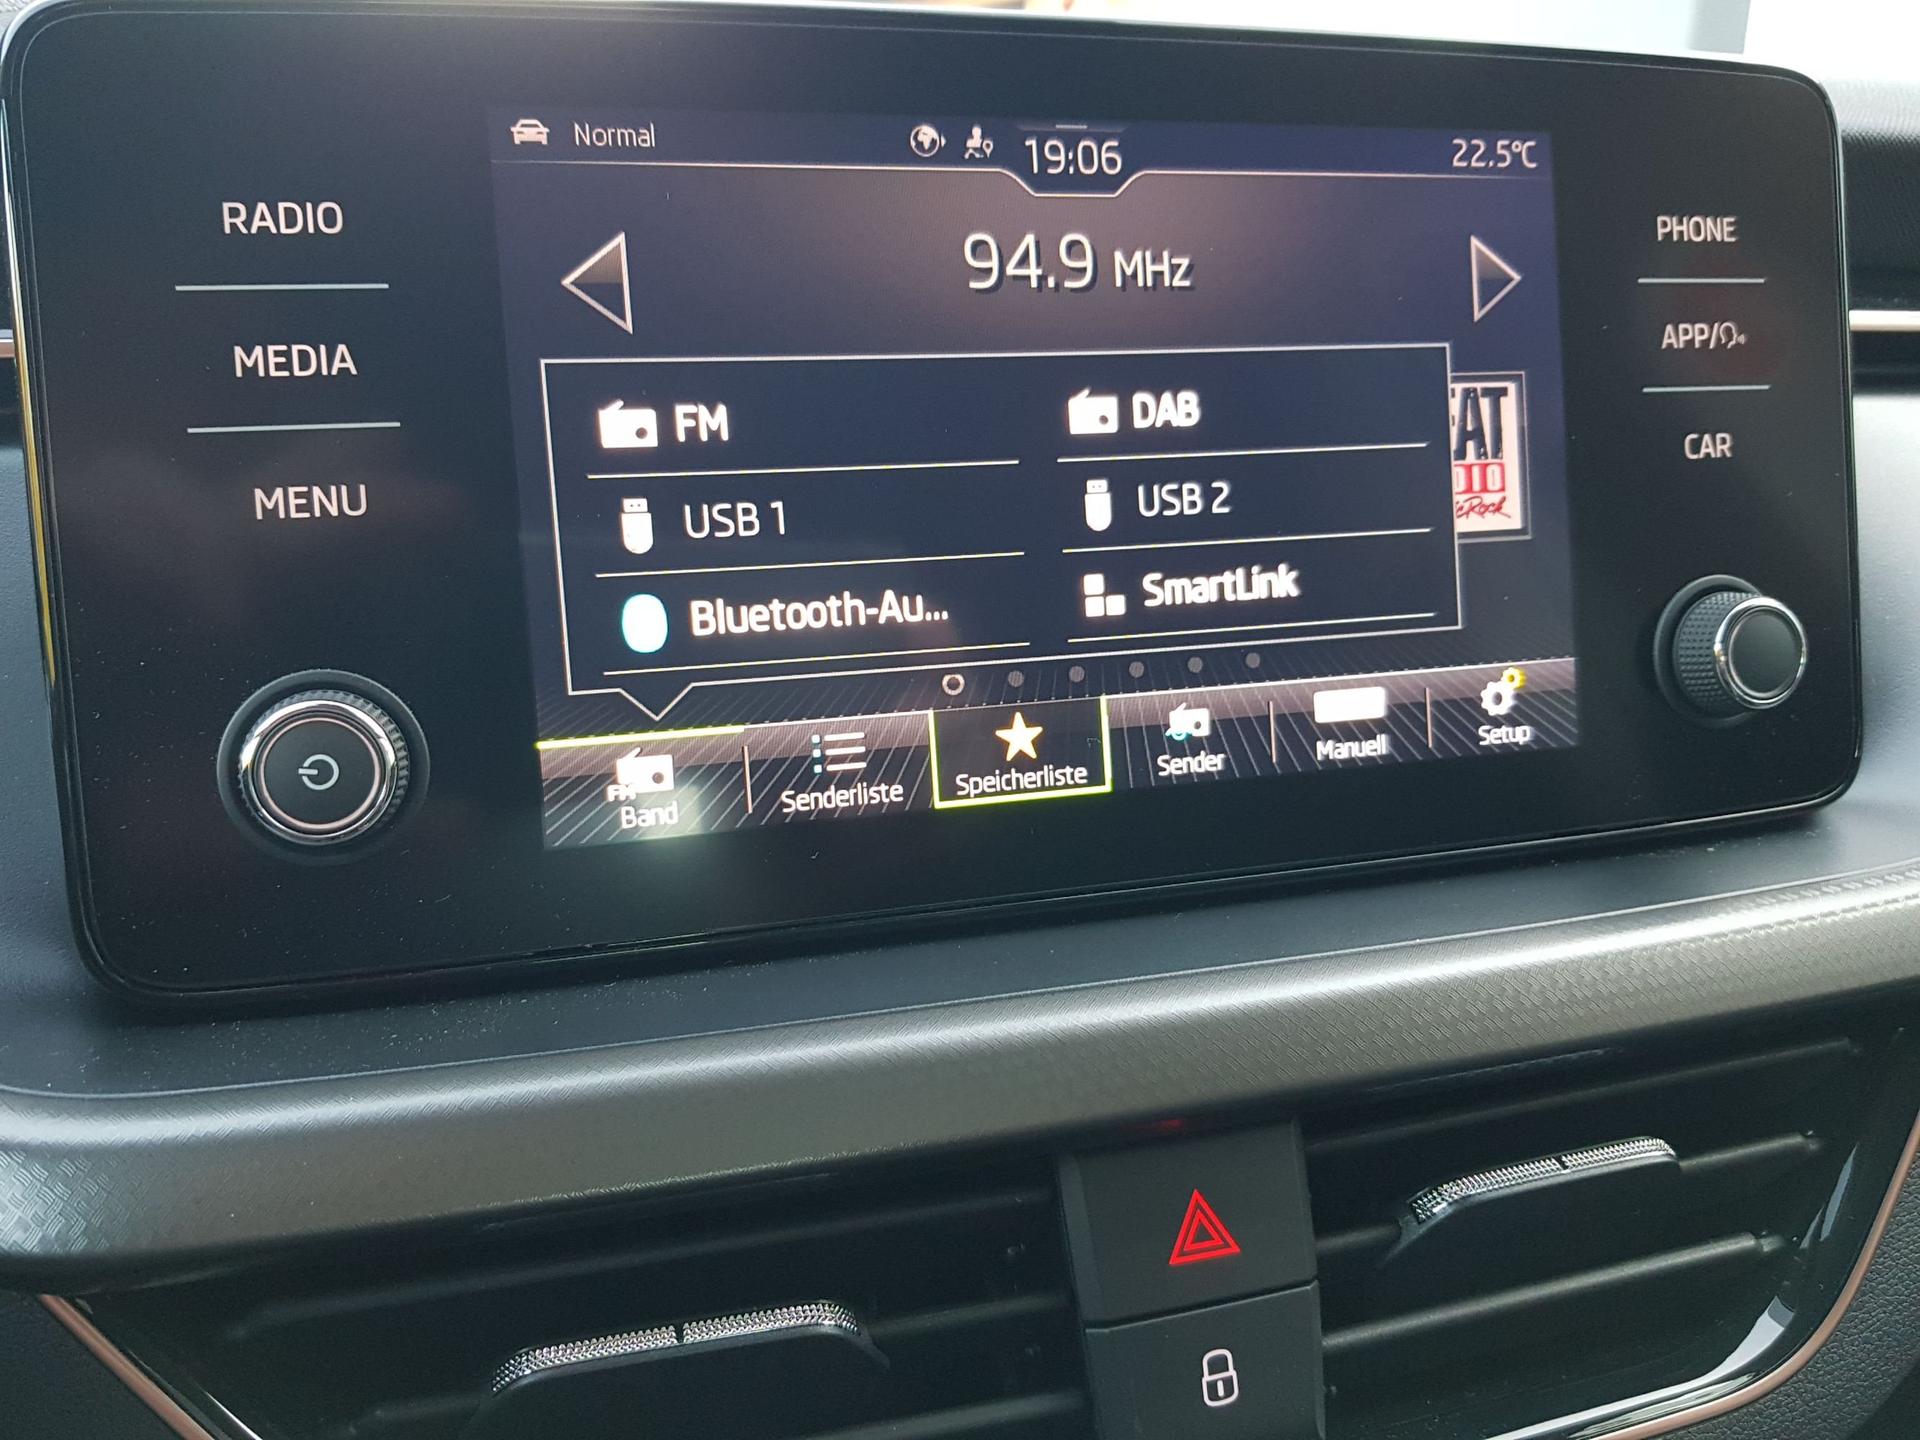 Normal
19:06
22.5°C
94.9 MHz
RADIO
MEDIA
MENU
FM
DAB
USB 1
USB 2
Bluetooth-Au...
SmartLink
FM
Band
Senderliste
Speicherliste
Sender
Manuell
Setup
PHONE
APP/
CAR